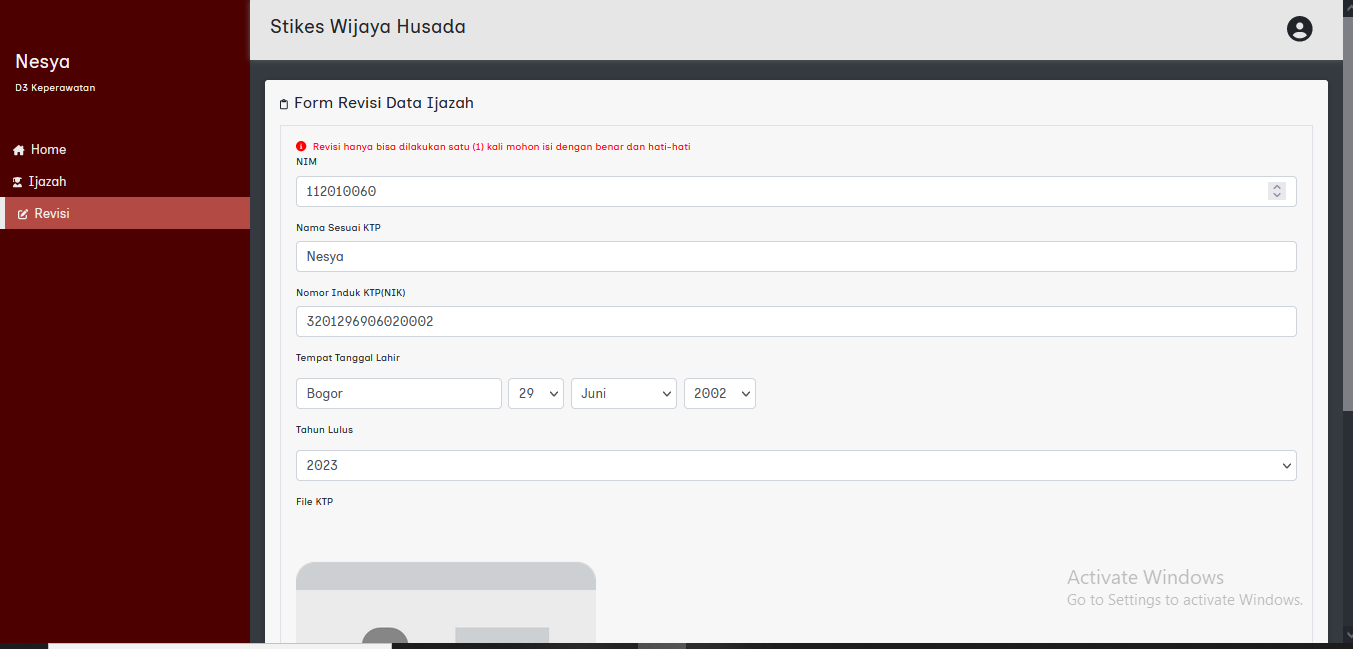 Stikes Wijaya Husada
Nesya
D3 Keperawatan
Home
Ijazah
Revisi
Form Revisi Data Ijazah
Revisi hanya bisa dilakukan satu (1) kali mohon isi dengan benar dan hati-hati
NIM
112010060
Nama Sesuai KTP
Nesya
Nomor Induk KTP(NIK)
3201296906020002
Tempat Tanggal Lahir
Bogor 29 Juni 2002
Tahun Lulus
2023
File KTP
Activate Windows
Go to Settings to activate Windows.